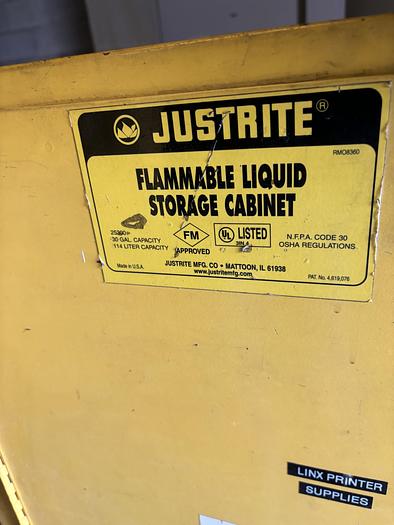 JUSTRITE®
RMO8360
FLAMMABLE LIQUID
STORAGE CABINET
30 GAL. CAPACITY
114 LITER CAPACITY
FM
APPROVED
UL LISTED
N.F.P.A. CODE 30
OSHA REGULATIONS
Made in U.S.A.
JUSTRITE MFG. CO • MATTOON, IL 61938
www.justritemfg.com
PAT. No. 4,619,076
LINX PRINTER
SUPPLIES